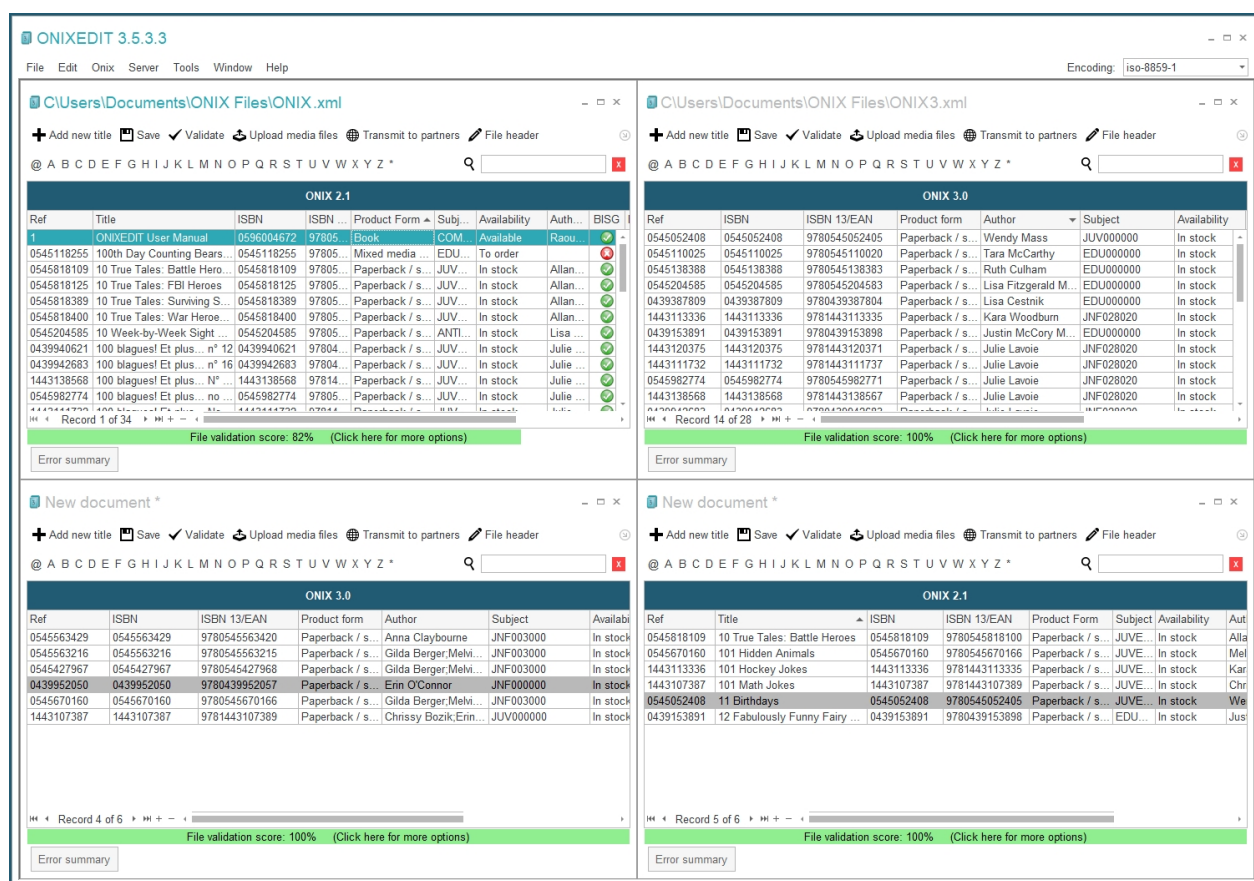 ONIXEDIT 3.5.3.3
File Edit Onix Server Tools Window Help Encoding: iso-8859-1
C\Users\Documents\ONIX Files\ONIX.xml
Add new title Save Validate Upload media files Transmit to partners File header
@ A B C D E F G H I J K L M N O P Q R S T U V W X Y Z * x
ONIX 2.1
Ref Title ISBN ISBN ... Product Form Subj... Availability Auth... BISG
1 ONIXEDIT User Manual 0596004672 97805... Book COM... Available Raou...
0545118255 100th Day Counting Bears... 0545118255 97805... Mixed media ... EDU... To order
0545818109 10 True Tales: Battle Hero... 0545818109 97805... Paperback / s... JUV... In stock Allan...
0545818125 10 True Tales: FBI Heroes 0545818125 97805... Paperback / s... JUV... In stock Allan...
0545818389 10 True Tales: Surviving S... 0545818389 97805... Paperback / s... JUV... In stock Allan...
0545818400 10 True Tales: War Heroe... 0545818400 97805... Paperback / s... JUV... In stock Allan...
0545204585 10 Week-by-Week Sight ... 0545204585 97805... Paperback / s... ANTI... In stock Lisa ...
0439940621 100 blagues! Et plus... n° 12 0439940621 97804... Paperback / s... JUV... In stock Julie ...
0439942683 100 blagues! Et plus... n° 16 0439942683 97804... Paperback / s... JUV... In stock Julie ...
1443138568 100 blagues! Et plus... N° ... 1443138568 97814... Paperback / s... JUV... In stock Julie ...
0545982774 100 blagues! Et plus... no ... 0545982774 97805... Paperback / s... JUV... In stock Julie ...
Record 1 of 34
File validation score: 82% (Click here for more options)
Error summary
C\Users\Documents\ONIX Files\ONIX3.xml
Add new title Save Validate Upload media files Transmit to partners File header
@ A B C D E F G H I J K L M N O P Q R S T U V W X Y Z * x
ONIX 3.0
Ref ISBN ISBN 13/EAN Product form Author Subject Availability
0545052408 0545052408 9780545052405 Paperback / s... Wendy Mass JUV000000 In stock
0545110025 0545110025 9780545110020 Paperback / s... Tara McCarthy EDU000000 In stock
0545138388 0545138388 9780545138383 Paperback / s... Ruth Culham EDU000000 In stock
0545204585 0545204585 9780545204583 Paperback / s... Lisa Fitzgerald M... EDU000000 In stock
0439387809 0439387809 9780439387804 Paperback / s... Lisa Cestnik EDU000000 In stock
1443113336 1443113336 9781443113335 Paperback / s... Kara Woodburn JNF028020 In stock
0439153891 0439153891 9780439153898 Paperback / s... Justin McCory M... EDU000000 In stock
1443120375 1443120375 9781443120371 Paperback / s... Julie Lavoie JNF028020 In stock
1443111732 1443111732 9781443111737 Paperback / s... Julie Lavoie JNF028020 In stock
0545982774 0545982774 9780545982771 Paperback / s... Julie Lavoie JNF028020 In stock
1443138568 1443138568 9781443138567 Paperback / s... Julie Lavoie JNF028020 In stock
Record 14 of 28
File validation score: 100% (Click here for more options)
Error summary
New document *
Add new title Save Validate Upload media files Transmit to partners File header
@ A B C D E F G H I J K L M N O P Q R S T U V W X Y Z * x
ONIX 3.0
Ref ISBN ISBN 13/EAN Product form Author Subject Availabi
0545563429 0545563429 9780545563420 Paperback / s... Anna Claybourne JNF003000 In stock
0545563216 0545563216 9780545563215 Paperback / s... Gilda Berger;Melvi... JNF003000 In stock
0545427967 0545427967 9780545427968 Paperback / s... Gilda Berger;Melvi... JNF003000 In stock
0439952050 0439952050 9780439952057 Paperback / s... Erin O'Connor JNF000000 In stock
0545670160 0545670160 9780545670166 Paperback / s... Gilda Berger;Melvi... JNF003000 In stock
1443107387 1443107387 9781443107389 Paperback / s... Chrissy Bozik;Erin... JUV000000 In stock
Record 4 of 6
File validation score: 100% (Click here for more options)
Error summary
New document *
Add new title Save Validate Upload media files Transmit to partners File header
@ A B C D E F G H I J K L M N O P Q R S T U V W X Y Z * x
ONIX 2.1
Ref Title ISBN ISBN 13/EAN Product Form Subject Availability Aut
0545818109 10 True Tales: Battle Heroes 0545818109 9780545818100 Paperback / s... JUVE... In stock Alla
0545670160 101 Hidden Animals 0545670160 9780545670166 Paperback / s... JUVE... In stock Mel
1443113336 101 Hockey Jokes 1443113336 9781443113335 Paperback / s... JUVE... In stock Kar
1443107387 101 Math Jokes 1443107387 9781443107389 Paperback / s... JUVE... In stock Chr
0545052408 11 Birthdays 0545052408 9780545052405 Paperback / s... JUVE... In stock We
0439153891 12 Fabulously Funny Fairy ... 0439153891 9780439153898 Paperback / s... EDU... In stock Jus
Record 5 of 6
File validation score: 100% (Click here for more options)
Error summary